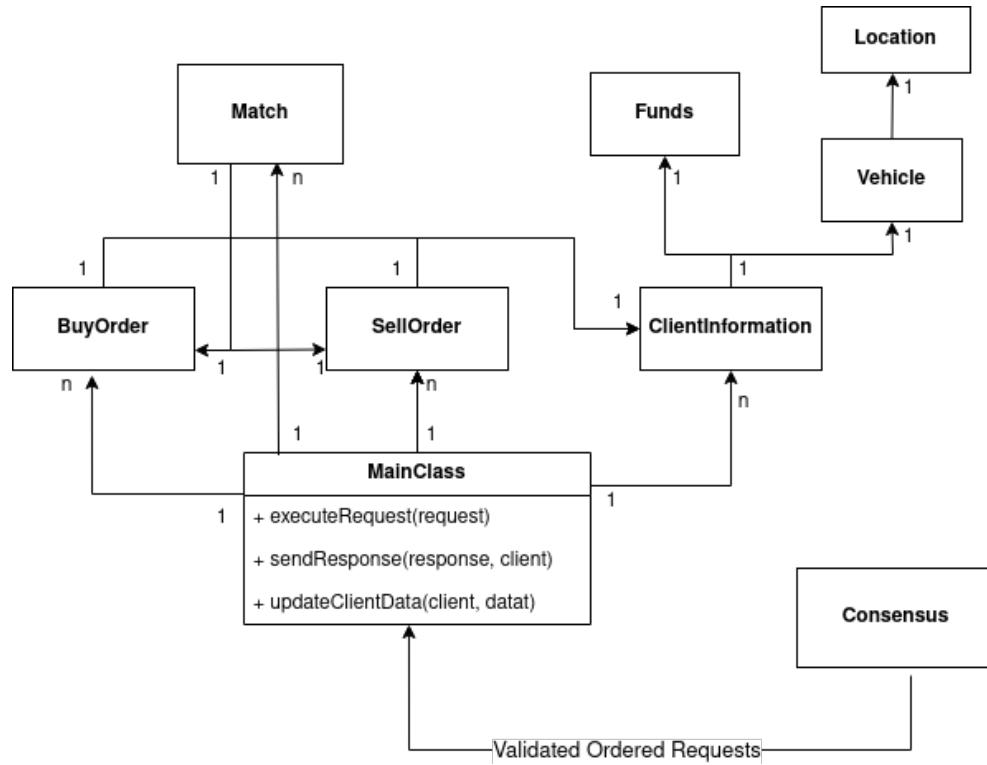 Location
Match
Funds
1
Vehicle
1
n
1
1
1
1
1
1
BuyOrder
SellOrder
ClientInformation
1
1
n
n
n
1
1
MainClass
1
1
+ executeRequest(request)
+ sendResponse(response, client)
+ updateClientData(client, datat)
Consensus
Validated Ordered Requests